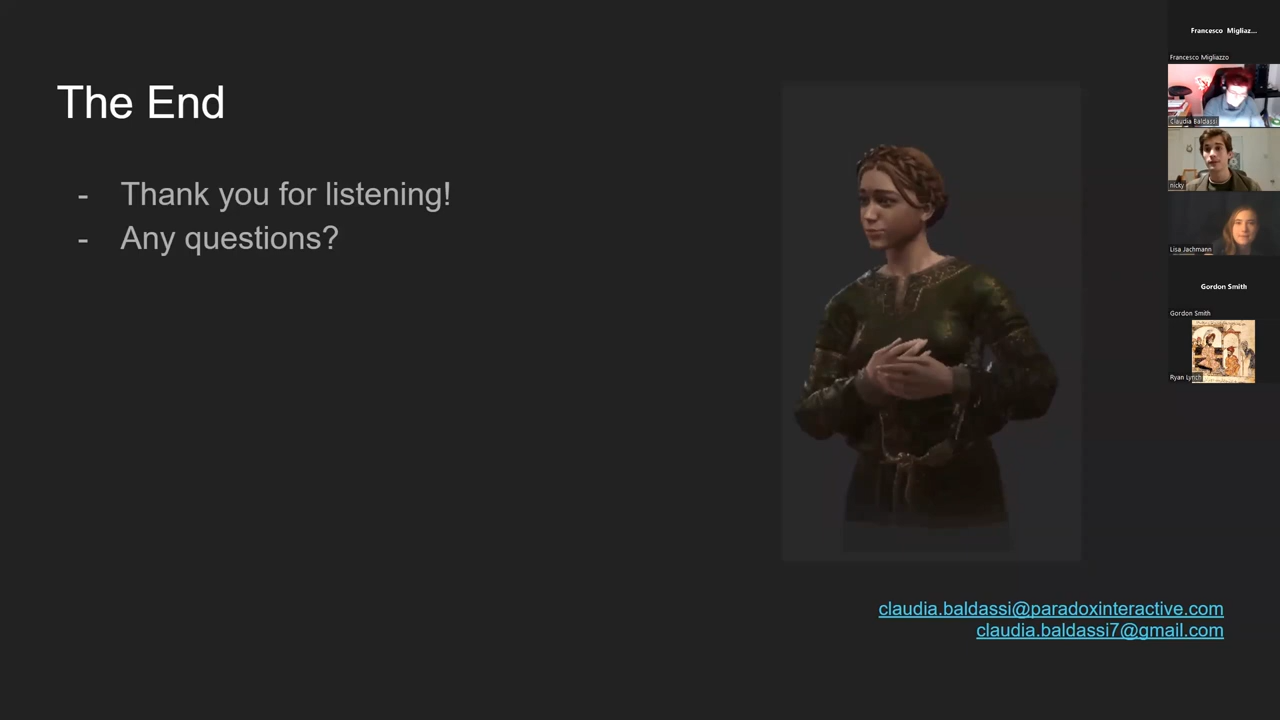 The End
- Thank you for listening!
- Any questions?
claudia.baldassi@paradoxinteractive.com
claudia.baldassi7@gmail.com
Francesco Migliaz...
Francesco Migliazzo
Claudia Baldassi
nicky
Lisa Jachmann
Gordon Smith
Gordon Smith
Ryan Lynch